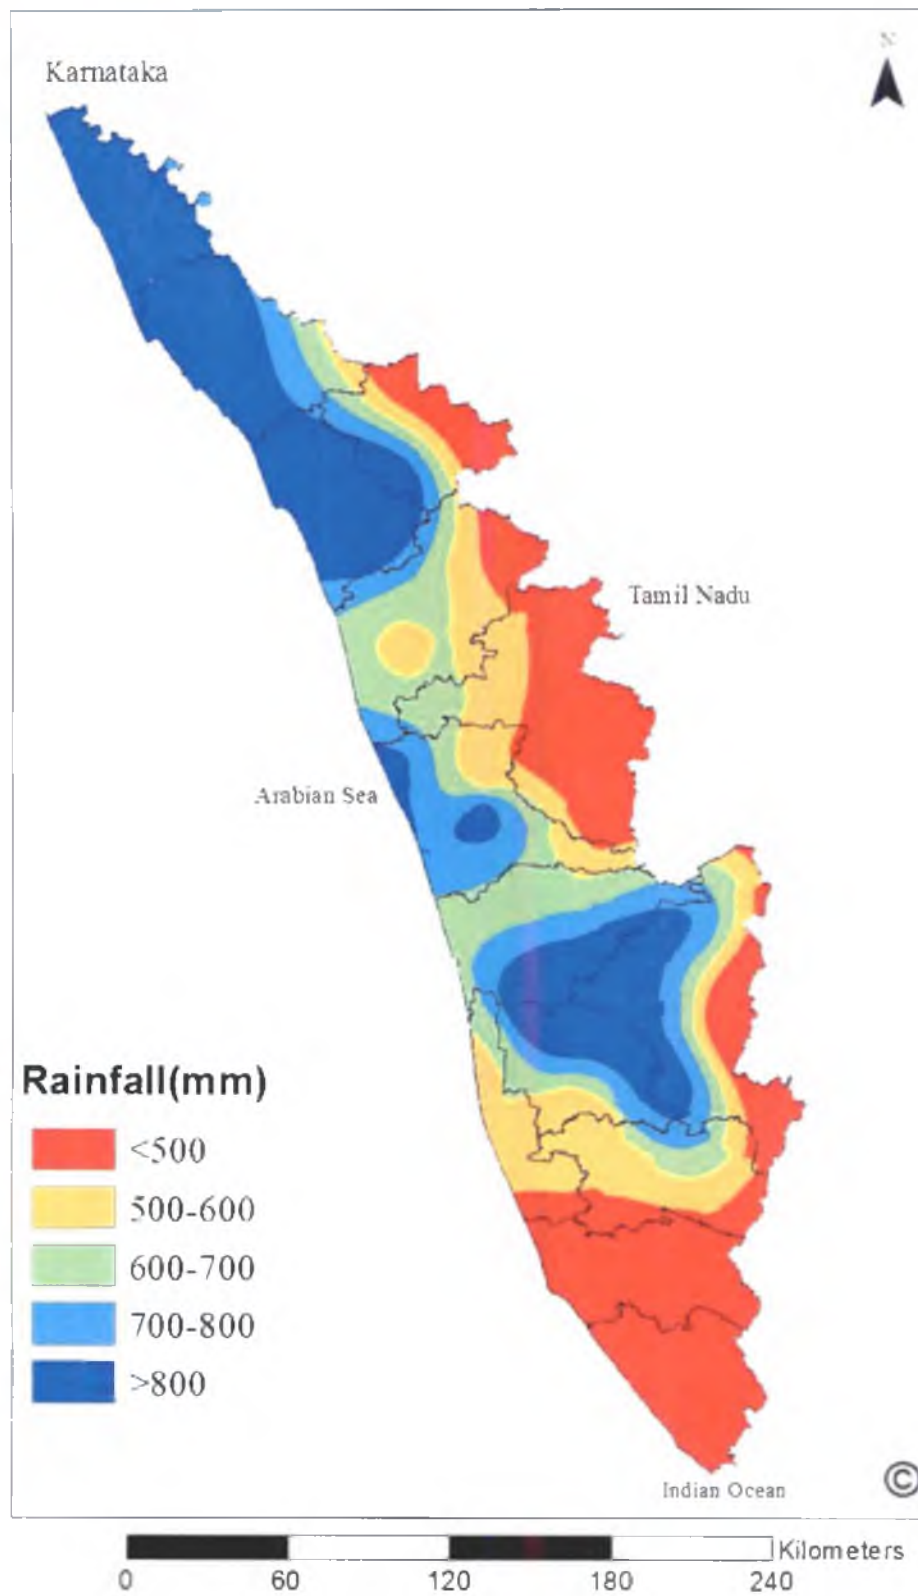 N
Karnataka
Tamil Nadu
Arabian Sea
Rainfall(mm)
<500
500-600
600-700
700-800
>800
Indian Ocean
©
Kilometers
0 60 120 180 240